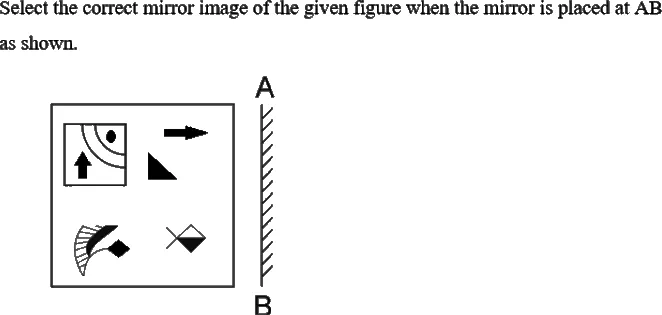 Select the correct mirror image of the given figure when the mirror is placed at AB
as shown.
A
B